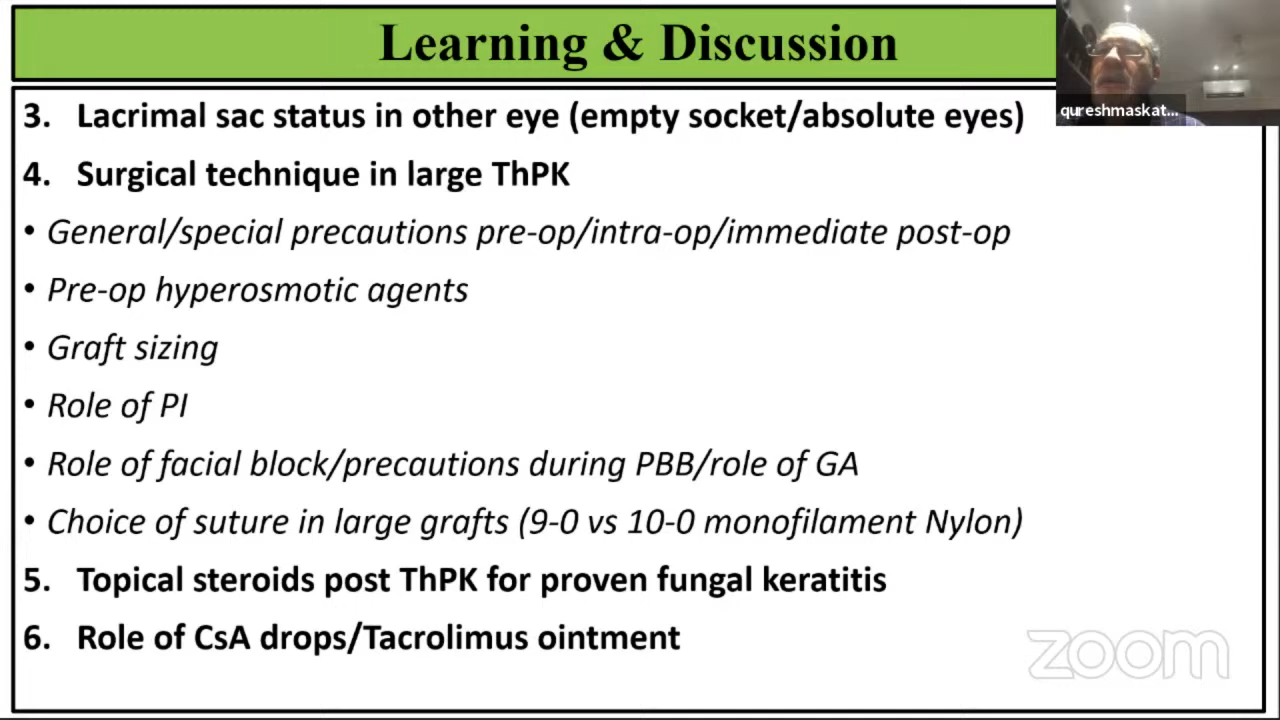 Learning & Discussion
qureshmaskat...
3. Lacrimal sac status in other eye (empty socket/absolute eyes)
4. Surgical technique in large ThPK
• General/special precautions pre-op/intra-op/immediate post-op
• Pre-op hyperosmotic agents
• Graft sizing
• Role of PI
• Role of facial block/precautions during PBB/role of GA
• Choice of suture in large grafts (9-0 vs 10-0 monofilament Nylon)
5. Topical steroids post ThPK for proven fungal keratitis
6. Role of CsA drops/Tacrolimus ointment
zoom